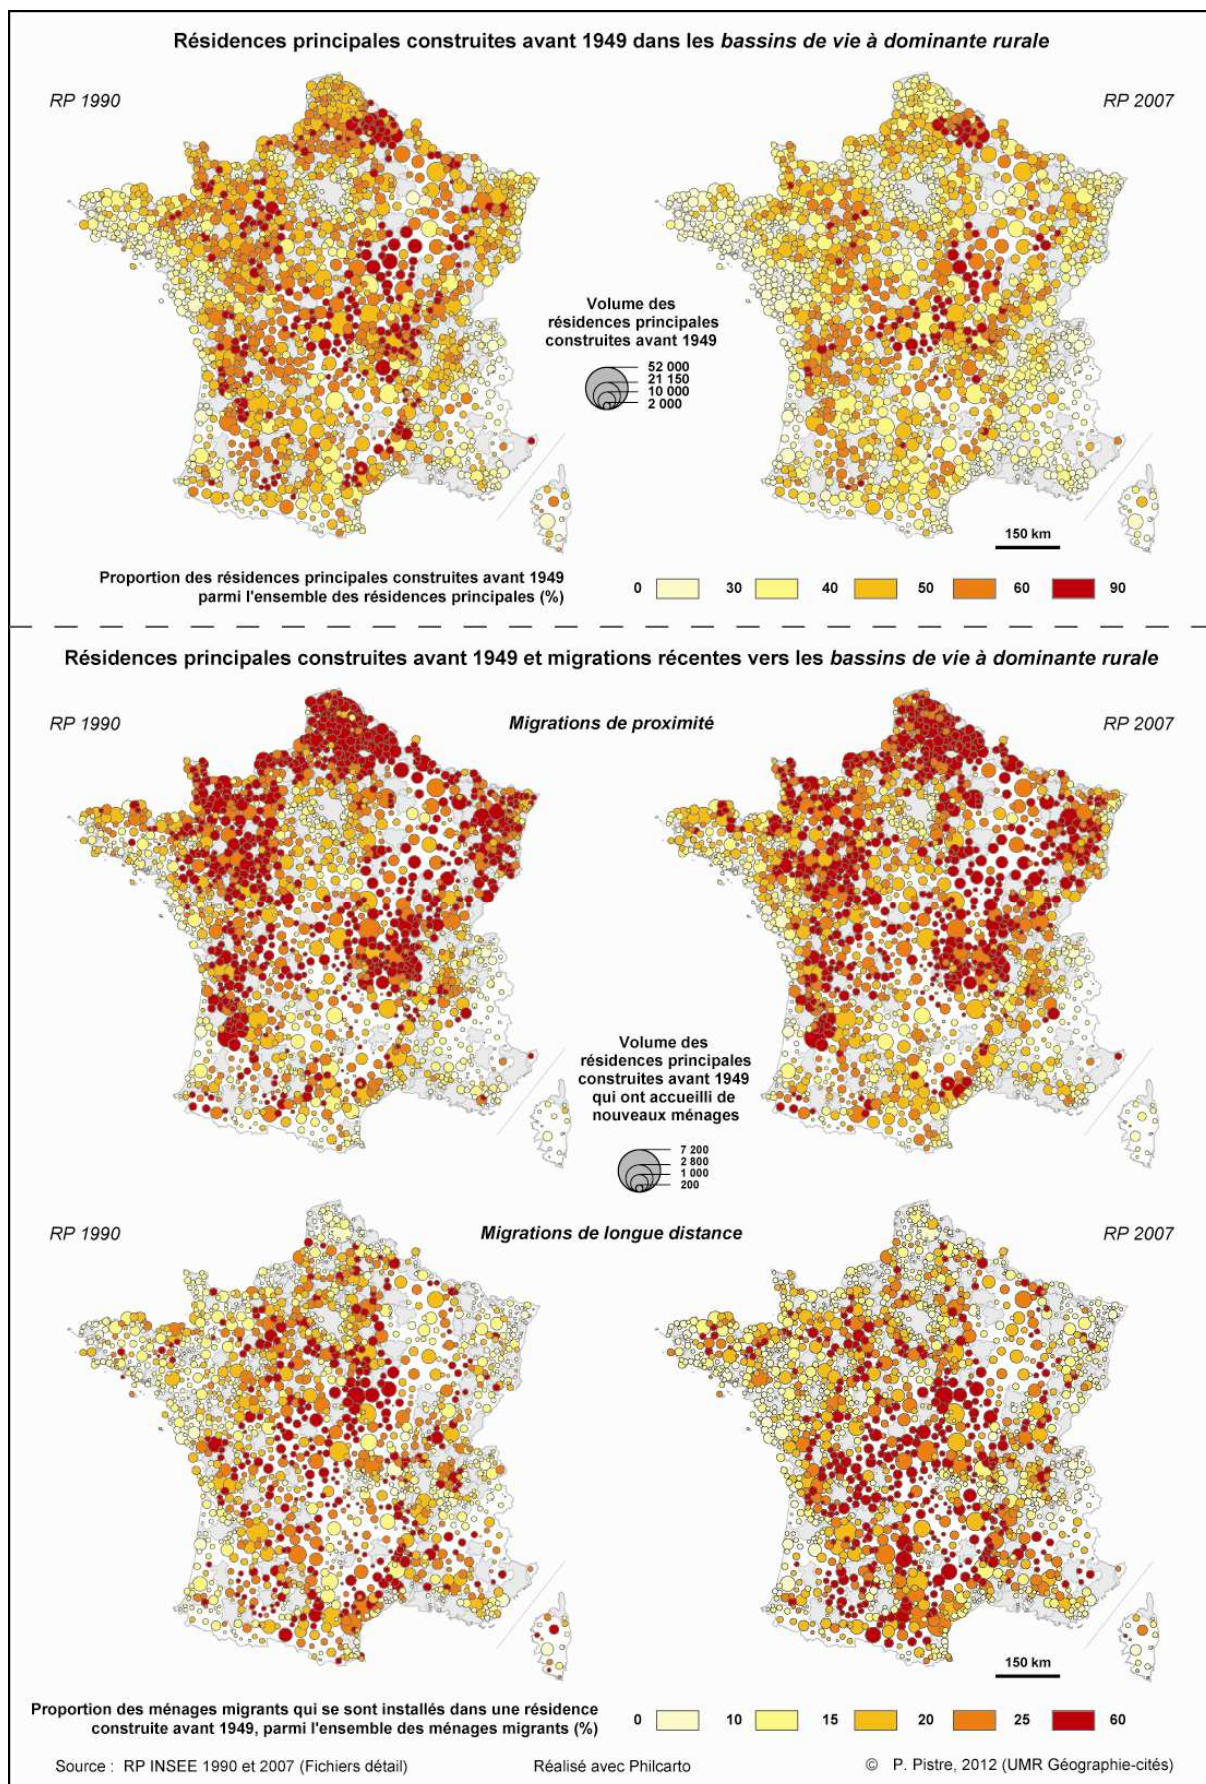 Résidences principales construites avant 1949 dans les bassins de vie à dominante rurale
RP 1990
RP 2007
Volume des
résidences principales
construites avant 1949
52 000
21 150
10 000
2 000
150 km
Proportion des résidences principales construites avant 1949
parmi l'ensemble des résidences principales (%)
0 30 40 50 60 90
Résidences principales construites avant 1949 et migrations récentes vers les bassins de vie à dominante rurale
RP 1990
Migrations de proximité
RP 2007
Volume des
résidences principales
construites avant 1949
qui ont accueilli de
nouveaux ménages
7 200
2 800
1 000
200
RP 1990
Migrations de longue distance
RP 2007
150 km
Proportion des ménages migrants qui se sont installés dans une résidence
construite avant 1949, parmi l'ensemble des ménages migrants (%)
0 10 15 20 25 60
Source : RP INSEE 1990 et 2007 (Fichiers détail) Réalisé avec Philcarto © P. Pistre, 2012 (UMR Géographie-cités)